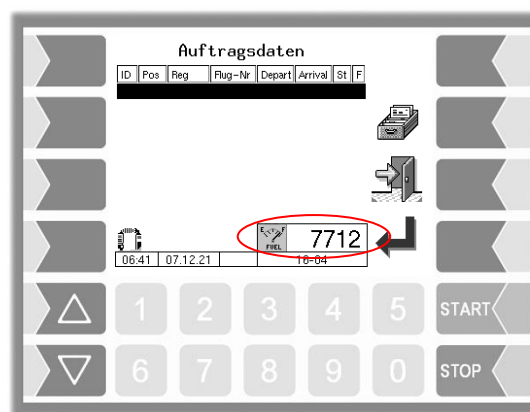 Auftragsdaten
ID Pos Reg Flug-Nr Depart Arrival St F
E F
FUEL
7712
06:41 07.12.21 16-04
1 2 3 4 5 START
6 7 8 9 0 STOP